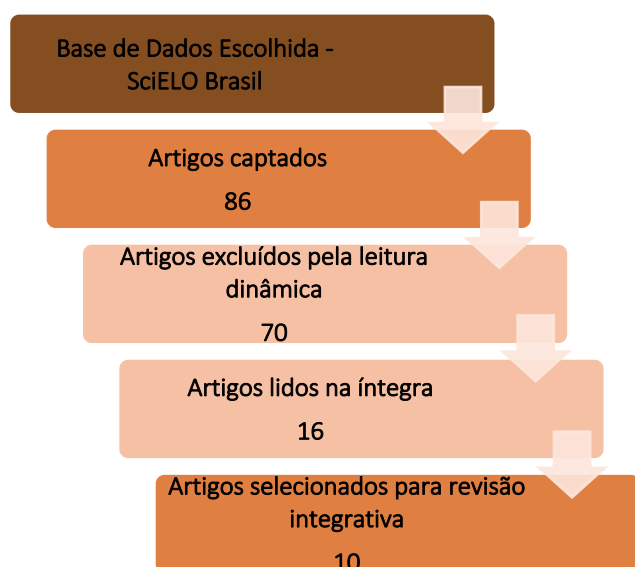 Base de Dados Escolhida -
SciELO Brasil
Artigos captados
86
Artigos excluídos pela leitura
dinâmica
70
Artigos lidos na íntegra
16
Artigos selecionados para revisão
integrativa
10